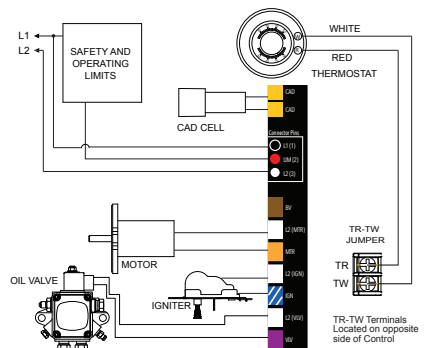 L1
L2
SAFETY AND
OPERATING
LIMITS
WHITE
RED
THERMOSTAT
CAD
CAD
CAD CELL
Connector Pins
L1 (1)
LIM (2)
L2 (3)
BV
L2 (MTR)
MTR
MOTOR
L2 (IGN)
IGN
IGNITER
OIL VALVE
L2 (VLV)
VLV
TR-TW
JUMPER
TR
TW
TR-TW Terminals
Located on opposite
side of Control